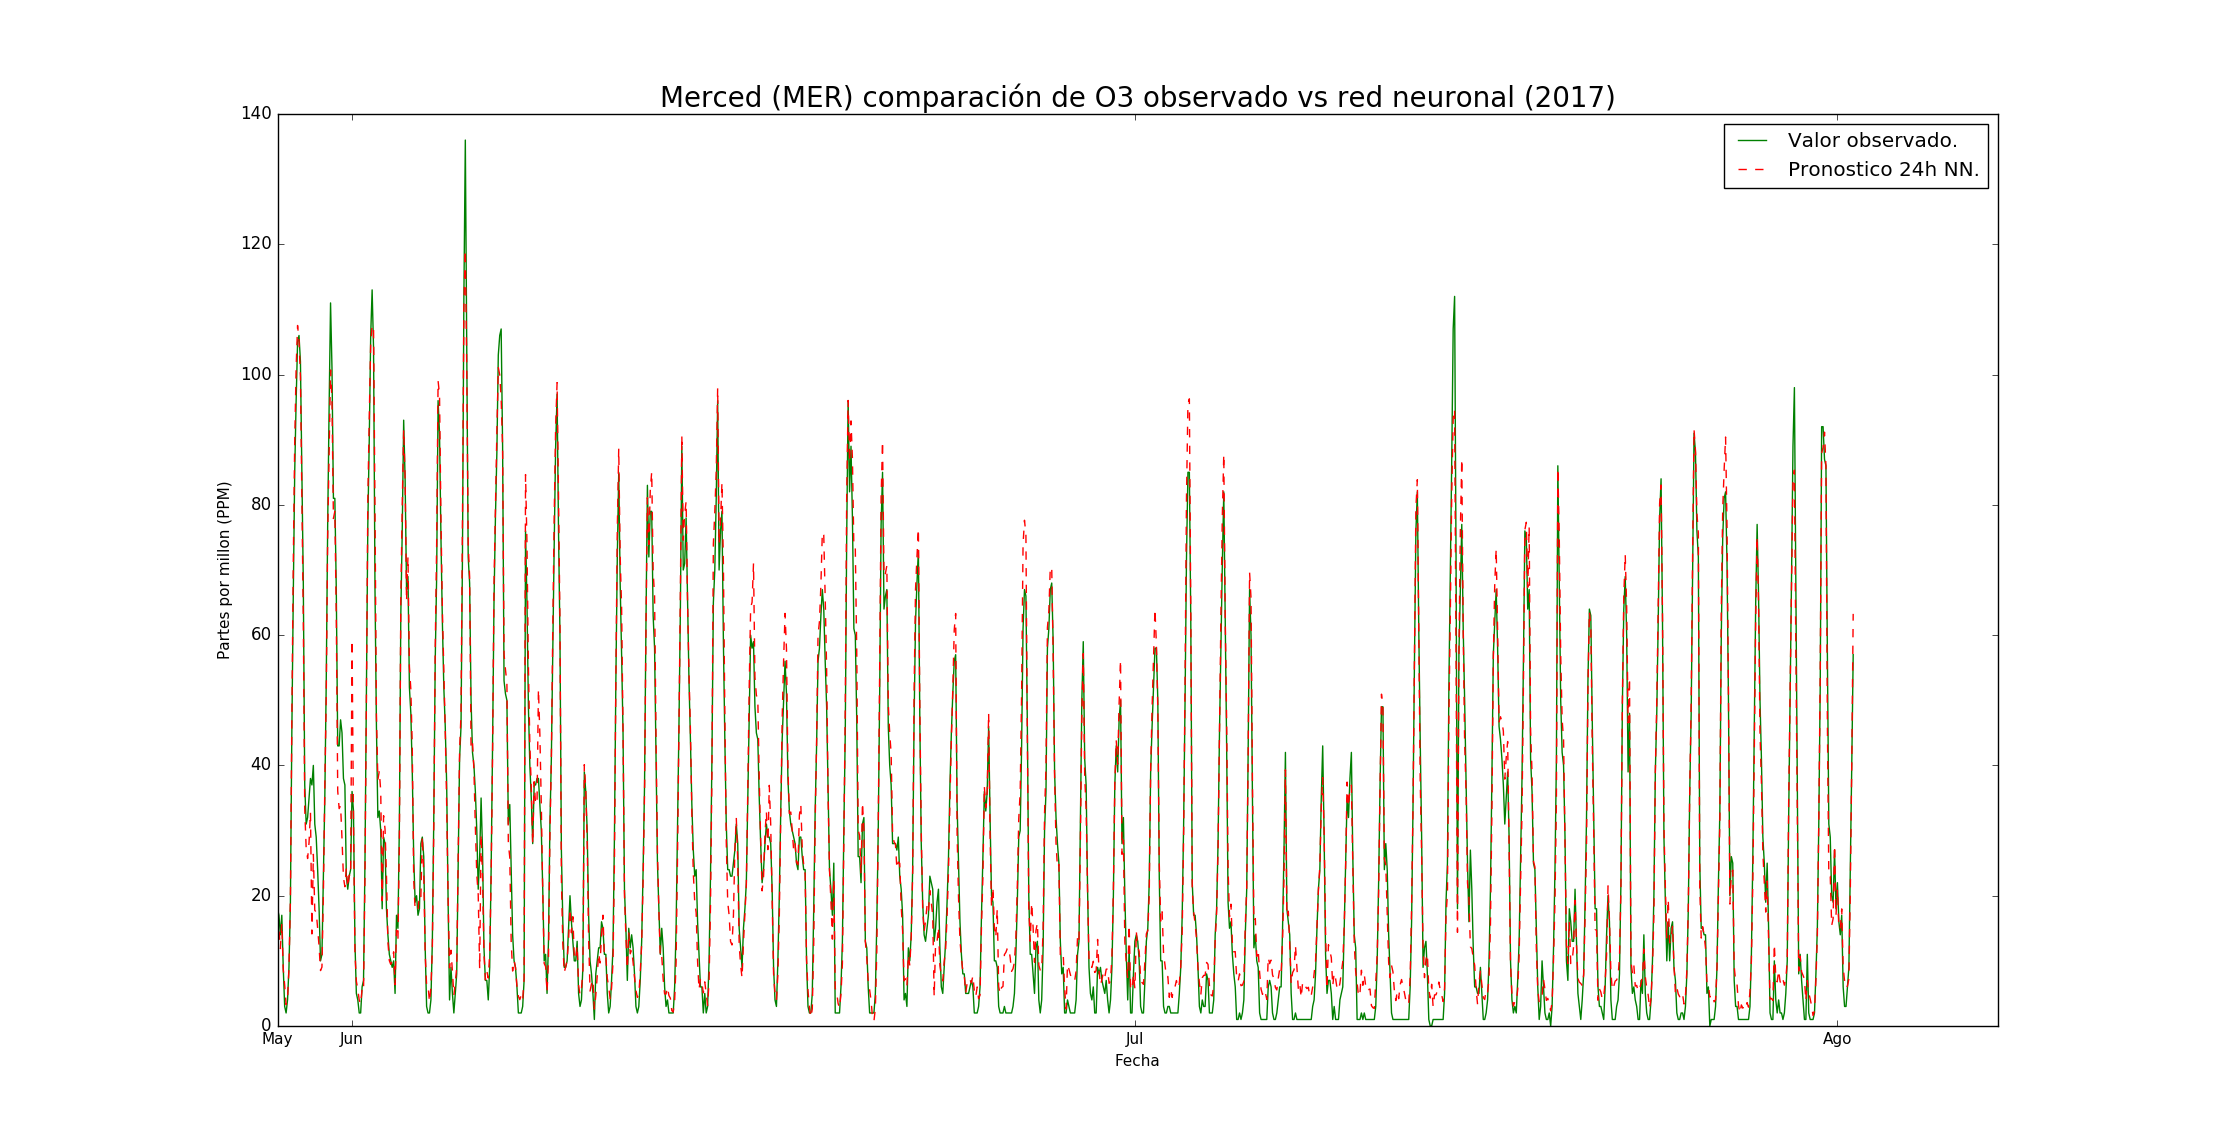 Merced (MER) comparación de O3 observado vs red neuronal (2017)
140
120
100
80
60
40
20
0
Partes por millon (PPM)
Valor observado.
Pronostico 24h NN.
May Jun Jul Ago
Fecha